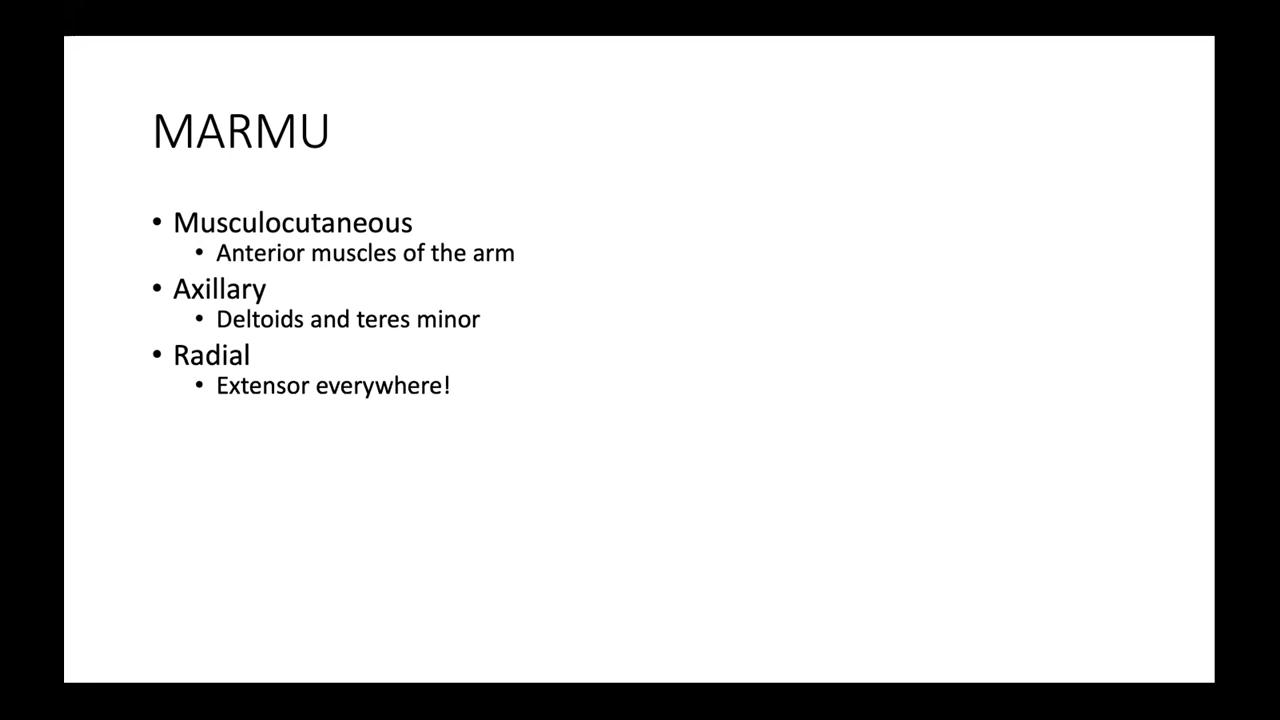 MARMU
• Musculocutaneous
• Anterior muscles of the arm
• Axillary
• Deltoids and teres minor
• Radial
• Extensor everywhere!